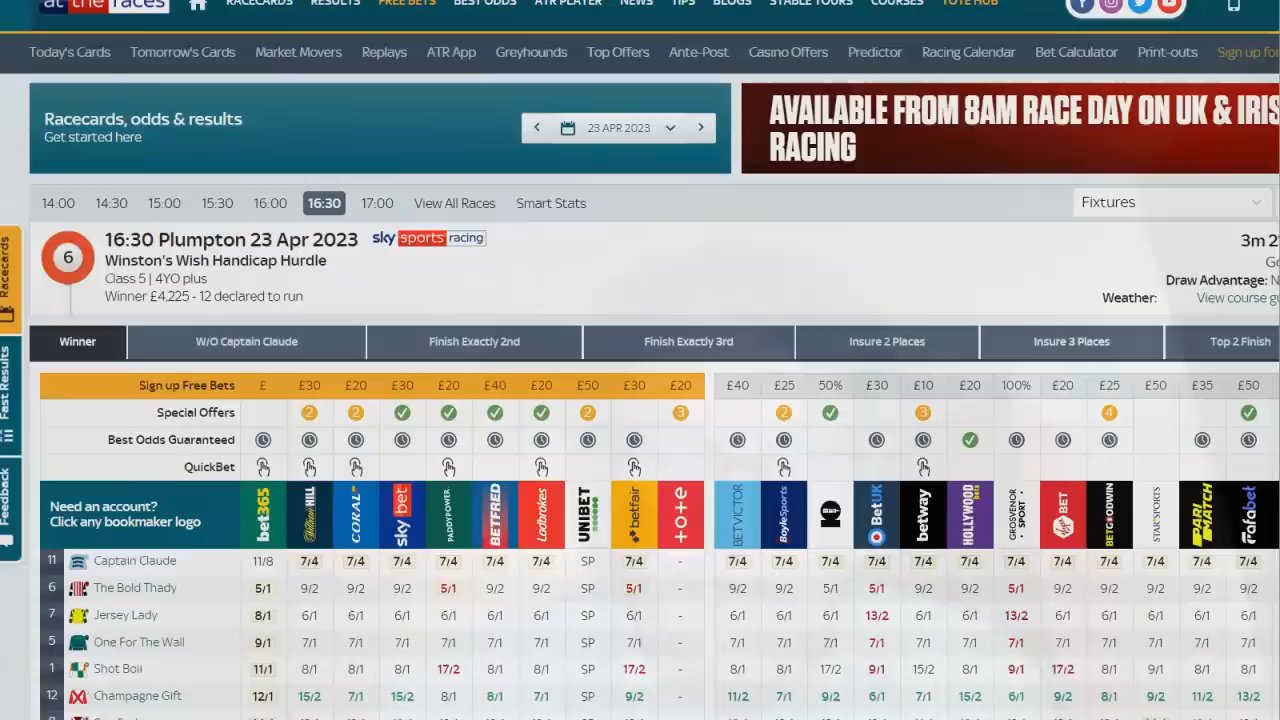 at the races
RACECARDS RESULTS FREE BETS BEST ODDS ATR PLAYER NEWS TIPS BLOGS STABLE TOURS COURSES TOTE HUB
Today's Cards Tomorrow's Cards Market Movers Replays ATR App Greyhounds Top Offers Ante-Post Casino Offers Predictor Racing Calendar Bet Calculator Print-outs Sign up for
Racecards, odds & results
Get started here
23 APR 2023
AVAILABLE FROM 8AM RACE DAY ON UK & IRIS
RACING
14:00 14:30 15:00 15:30 16:00 16:30 17:00 View All Races Smart Stats
Fixtures
Racecards
Fast Results
Feedback
6
16:30 Plumpton 23 Apr 2023 sky sports racing
Winston's Wish Handicap Hurdle
Class 5 | 4YO plus
Winner £4,225 - 12 declared to run
3m 2
Go
Draw Advantage: N
Weather: View course gu
Winner W/O Captain Claude Finish Exactly 2nd Finish Exactly 3rd Insure 2 Places Insure 3 Places Top 2 Finish
Sign up Free Bets £ £30 £20 £30 £20 £40 £20 £50 £30 £20 £40 £25 50% £30 £10 £20 100% £20 £25 £50 £35 £50
Special Offers 2 2 2 3 2 3 4
Best Odds Guaranteed
QuickBet
Need an account?
Click any bookmaker logo
bet365 William HILL CORAL sky bet PADDYPOWER. BETFRED Ladbrokes UNIBET betfair tote BETVICTOR BoyleSports BetUK betway HOLLYWOOD bets GROSVENOR SPORT Virgin BET BETGOODWIN STARSPORTS PARI MATCH Fafabet
11 Captain Claude 11/8 7/4 7/4 7/4 7/4 7/4 7/4 SP 7/4 - 7/4 7/4 7/4 7/4 7/4 7/4 7/4 7/4 7/4 7/4 7/4 7/4
6 The Bold Thady 5/1 9/2 9/2 9/2 5/1 9/2 9/2 SP 5/1 - 9/2 9/2 5/1 5/1 9/2 9/2 5/1 9/2 9/2 9/2 9/2 9/2
7 Jersey Lady 8/1 6/1 6/1 6/1 6/1 6/1 6/1 SP 6/1 - 6/1 6/1 6/1 13/2 6/1 6/1 13/2 6/1 6/1 6/1 6/1 6/1
5 One For The Wall 9/1 7/1 7/1 7/1 7/1 7/1 7/1 SP 7/1 - 7/1 7/1 7/1 7/1 7/1 7/1 7/1 7/1 7/1 7/1 7/1 7/1
1 Shot Boii 11/1 8/1 8/1 8/1 17/2 8/1 8/1 SP 17/2 - 8/1 8/1 17/2 9/1 15/2 8/1 9/1 17/2 8/1 9/1 8/1 8/1
12 Champagne Gift 12/1 15/2 7/1 15/2 8/1 8/1 7/1 SP 9/2 - 11/2 7/1 9/2 6/1 7/1 15/2 6/1 9/2 8/1 9/2 11/2 13/2